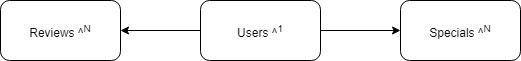 Reviews ^N
Users ^1
Specials ^N